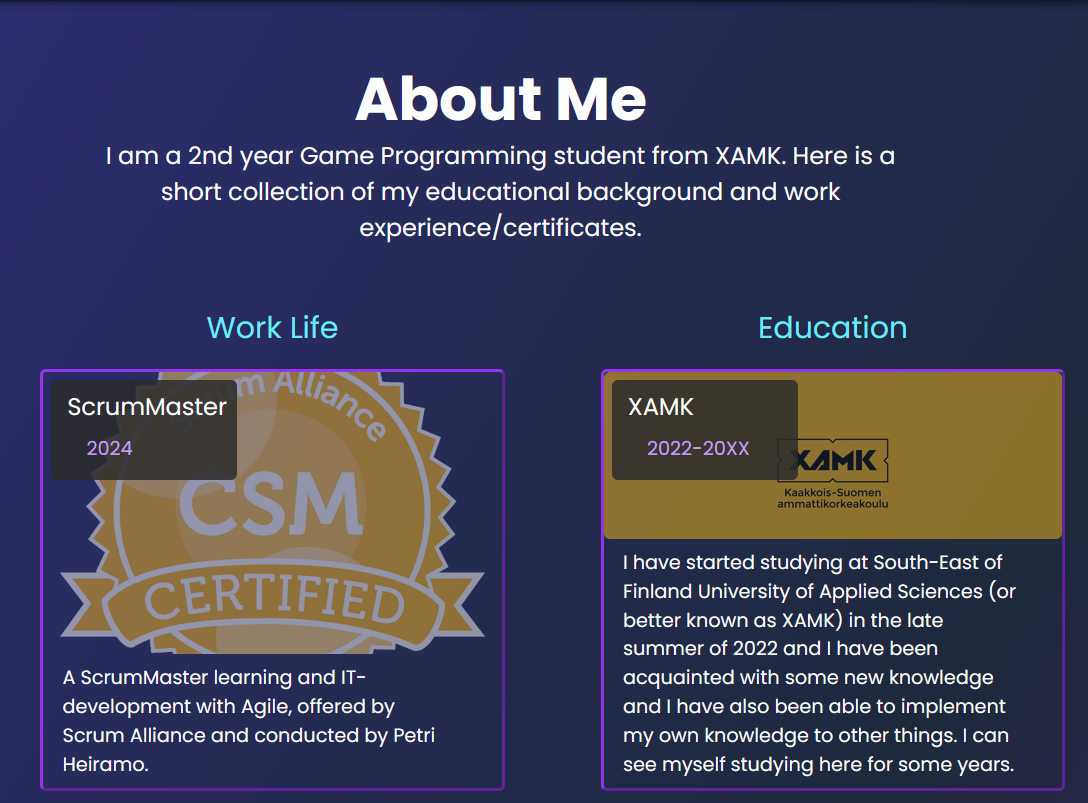 About Me
I am a 2nd year Game Programming student from XAMK. Here is a
short collection of my educational background and work
experience/certificates.
Work Life
Education
Alliance
ScrumMaster
2024
CSM
CERTIFIED
A ScrumMaster learning and IT-
development with Agile, offered by
Scrum Alliance and conducted by Petri
Heiramo.
XAMK
2022-20XX
XAMK
Kaakkois-Suomen
ammattikorkeakoulu
I have started studying at South-East of
Finland University of Applied Sciences (or
better known as XAMK) in the late
summer of 2022 and I have been
acquainted with some new knowledge
and I have also been able to implement
my own knowledge to other things. I can
see myself studying here for some years.